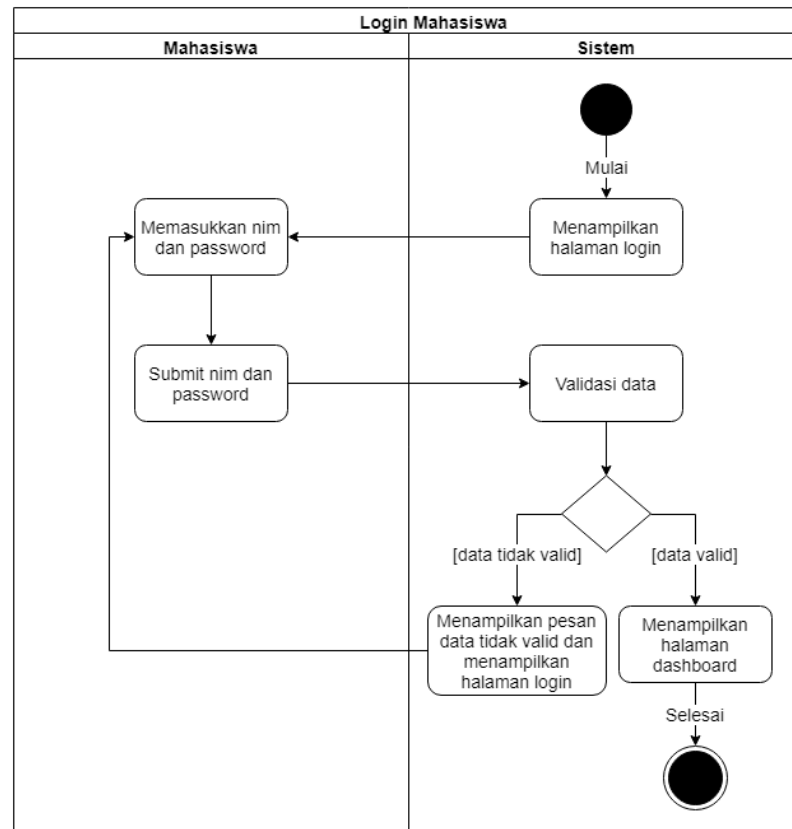 Login Mahasiswa
Mahasiswa
Sistem
Mulai
Memasukkan nim
dan password
Menampilkan
halaman login
Submit nim dan
password
Validasi data
[data tidak valid]
[data valid]
Menampilkan pesan
data tidak valid dan
menampilkan
halaman login
Menampilkan
halaman
dashboard
Selesai